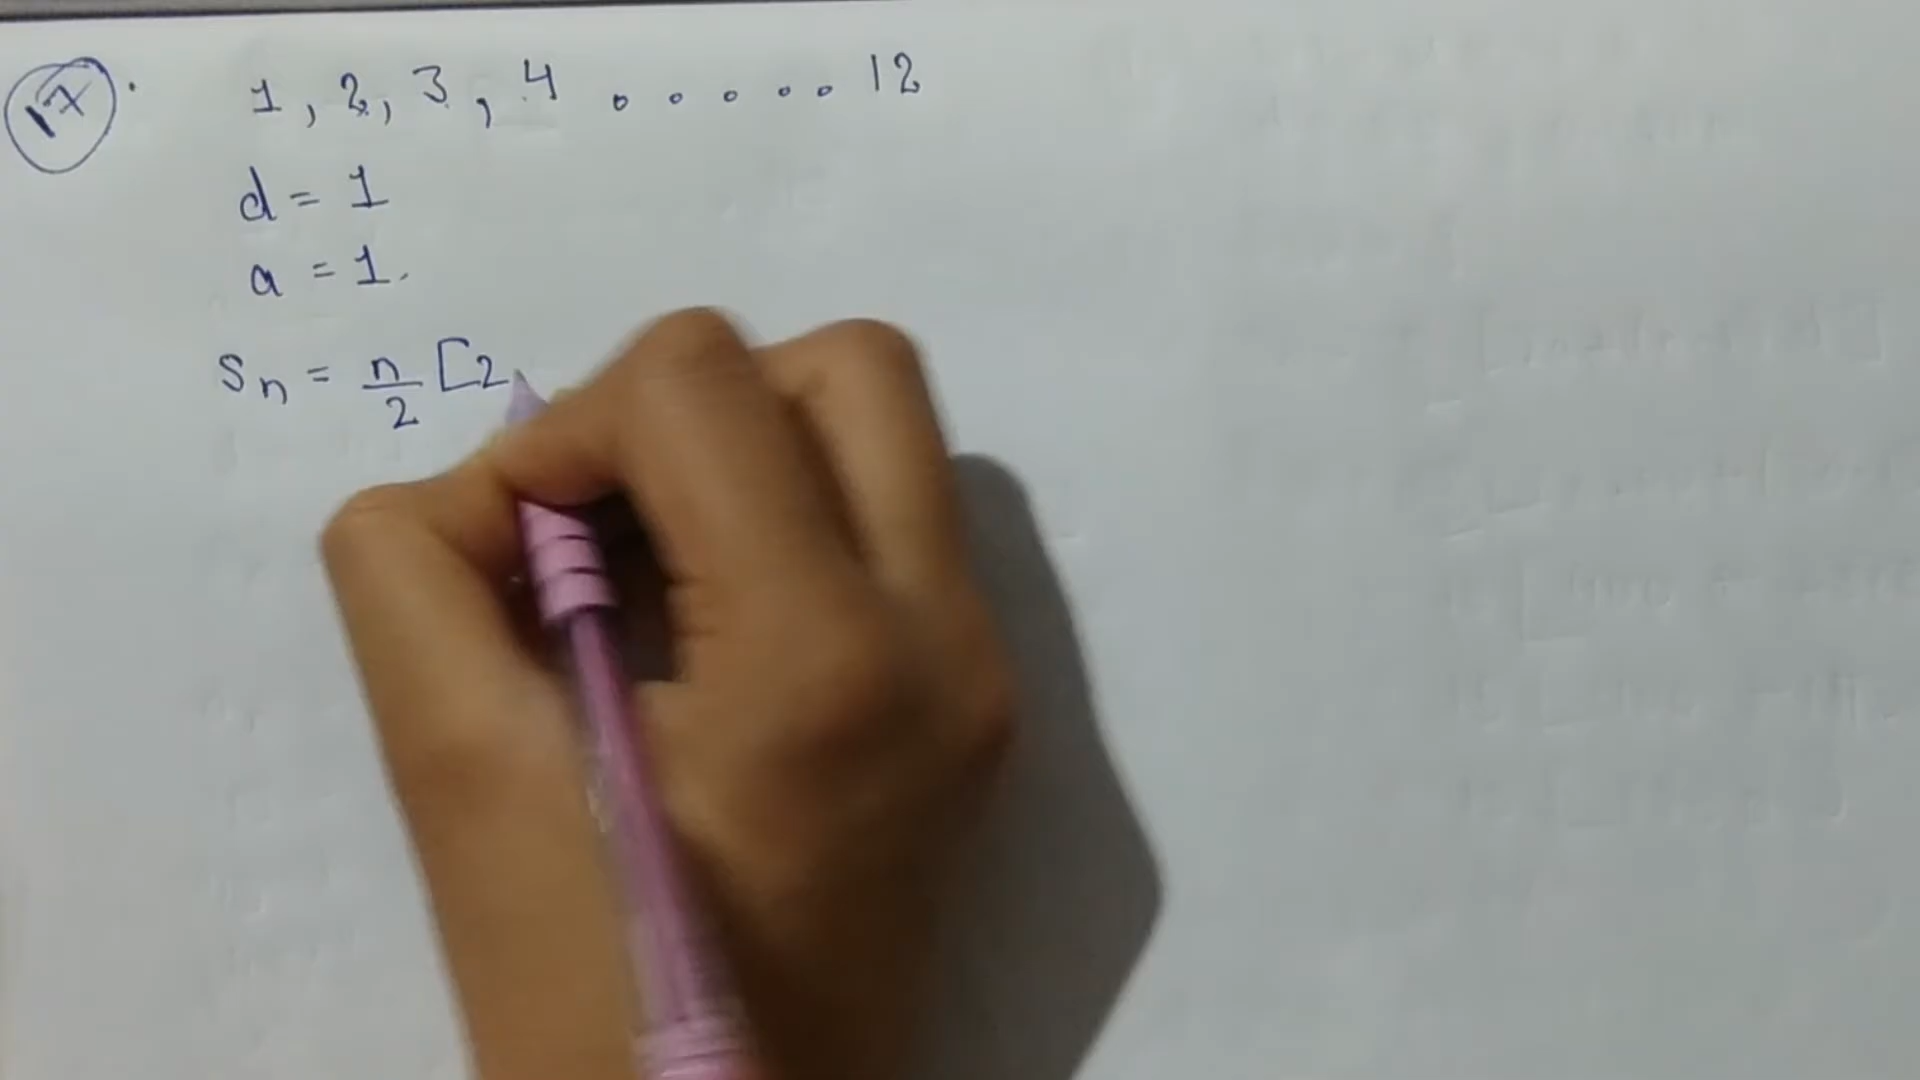 17. 1, 2, 3, 4 . . . . . 12
d = 1
a = 1.
Sn = n/2 [2